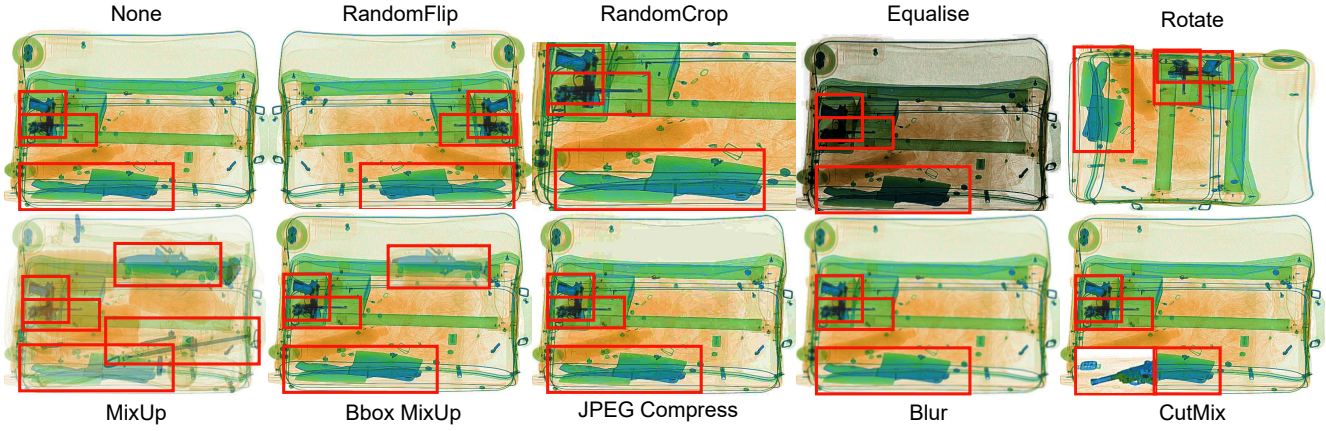 None
RandomFlip
RandomCrop
Equalise
Rotate
MixUp
Bbox MixUp
JPEG Compress
Blur
CutMix